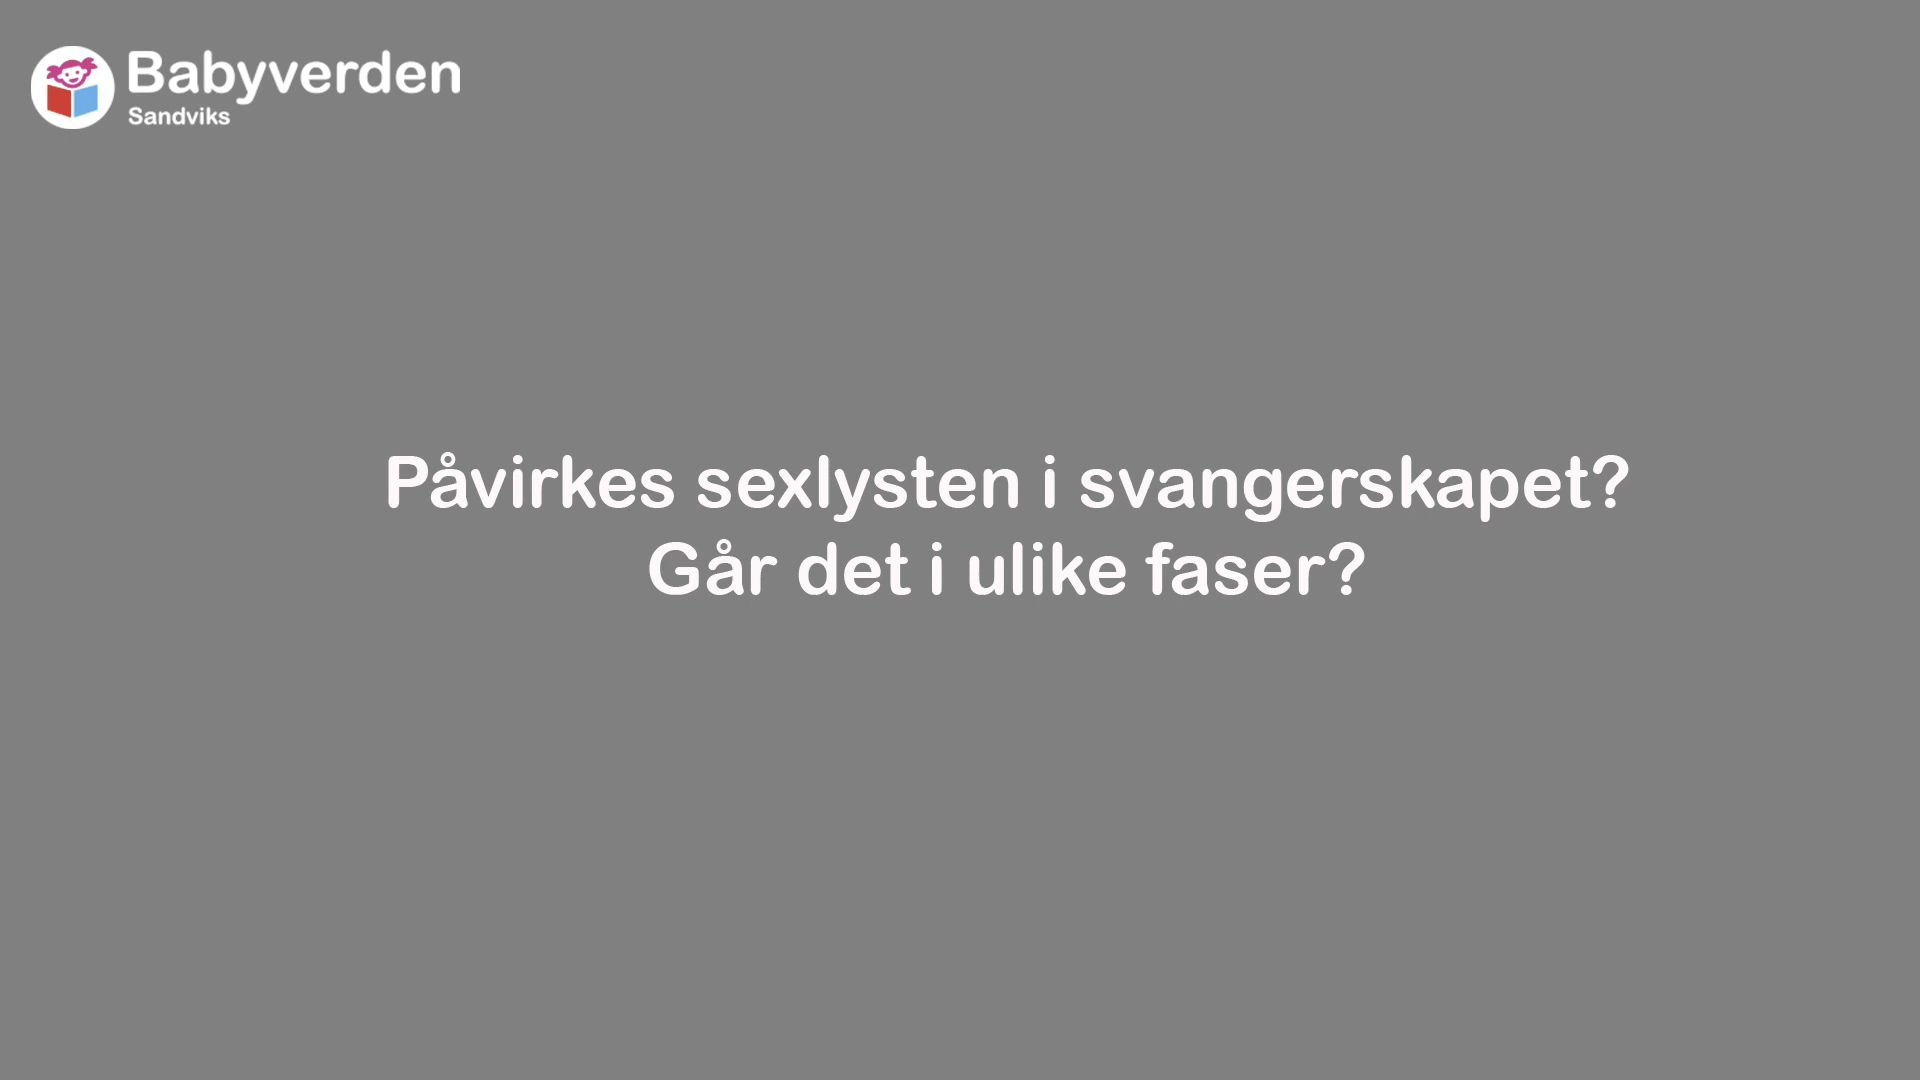 Babyverden
Sandviks
Påvirkes sexlysten i svangerskapet?
Går det i ulike faser?